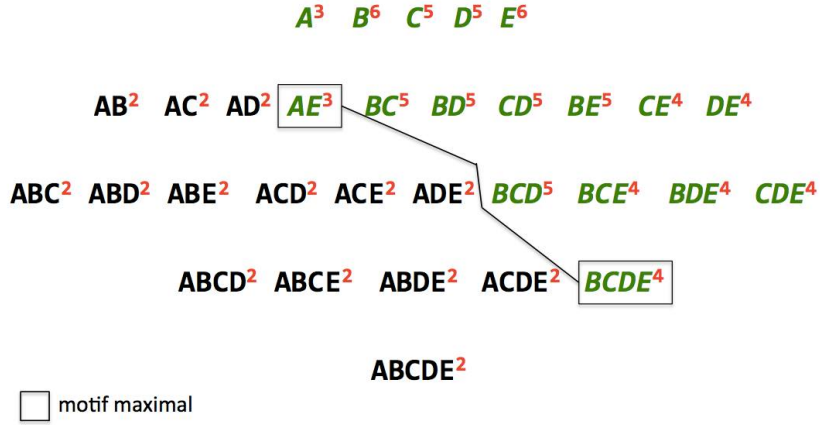 A³ B⁶ C⁵ D⁵ E⁶
AB² AC² AD² AE³ BC⁵ BD⁵ CD⁵ BE⁵ CE⁴ DE⁴
ABC² ABD² ABE² ACD² ACE² ADE² BCD⁵ BCE⁴ BDE⁴ CDE⁴
ABCD² ABCE² ABDE² ACDE² BCDE⁴
ABCDE²
motif maximal